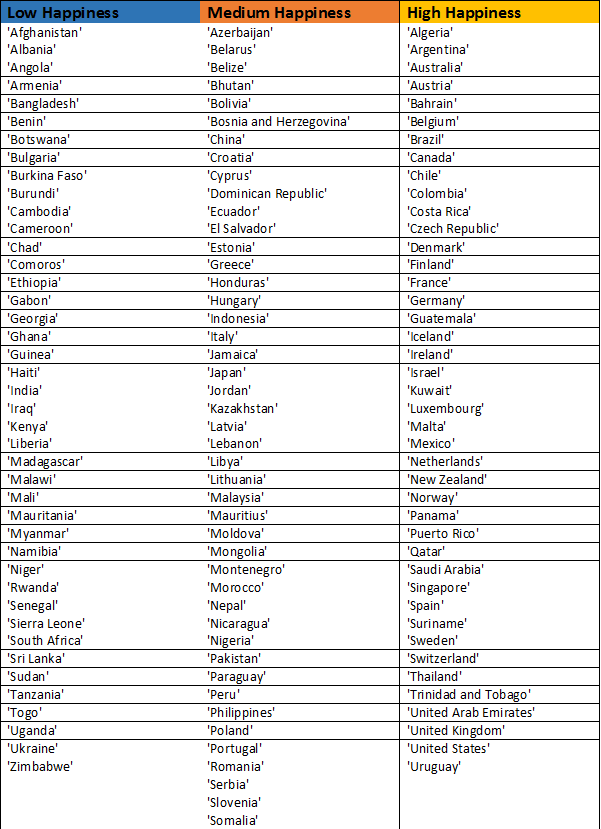 Low Happiness Medium Happiness High Happiness
'Afghanistan' 'Azerbaijan' 'Algeria'
'Albania' 'Belarus' 'Argentina'
'Angola' 'Belize' 'Australia'
'Armenia' 'Bhutan' 'Austria'
'Bangladesh' 'Bolivia' 'Bahrain'
'Benin' 'Bosnia and Herzegovina' 'Belgium'
'Botswana' 'China' 'Brazil'
'Bulgaria' 'Croatia' 'Canada'
'Burkina Faso' 'Cyprus' 'Chile'
'Burundi' 'Dominican Republic' 'Colombia'
'Cambodia' 'Ecuador' 'Costa Rica'
'Cameroon' 'El Salvador' 'Czech Republic'
'Chad' 'Estonia' 'Denmark'
'Comoros' 'Greece' 'Finland'
'Ethiopia' 'Honduras' 'France'
'Gabon' 'Hungary' 'Germany'
'Georgia' 'Indonesia' 'Guatemala'
'Ghana' 'Italy' 'Iceland'
'Guinea' 'Jamaica' 'Ireland'
'Haiti' 'Japan' 'Israel'
'India' 'Jordan' 'Kuwait'
'Iraq' 'Kazakhstan' 'Luxembourg'
'Kenya' 'Latvia' 'Malta'
'Liberia' 'Lebanon' 'Mexico'
'Madagascar' 'Libya' 'Netherlands'
'Malawi' 'Lithuania' 'New Zealand'
'Mali' 'Malaysia' 'Norway'
'Mauritania' 'Mauritius' 'Panama'
'Myanmar' 'Moldova' 'Puerto Rico'
'Namibia' 'Mongolia' 'Qatar'
'Niger' 'Montenegro' 'Saudi Arabia'
'Rwanda' 'Morocco' 'Singapore'
'Senegal' 'Nepal' 'Spain'
'Sierra Leone' 'Nicaragua' 'Suriname'
'South Africa' 'Nigeria' 'Sweden'
'Sri Lanka' 'Pakistan' 'Switzerland'
'Sudan' 'Paraguay' 'Thailand'
'Tanzania' 'Peru' 'Trinidad and Tobago'
'Togo' 'Philippines' 'United Arab Emirates'
'Uganda' 'Poland' 'United Kingdom'
'Ukraine' 'Portugal' 'United States'
'Zimbabwe' 'Romania' 'Uruguay'
'Serbia'
'Slovenia'
'Somalia'